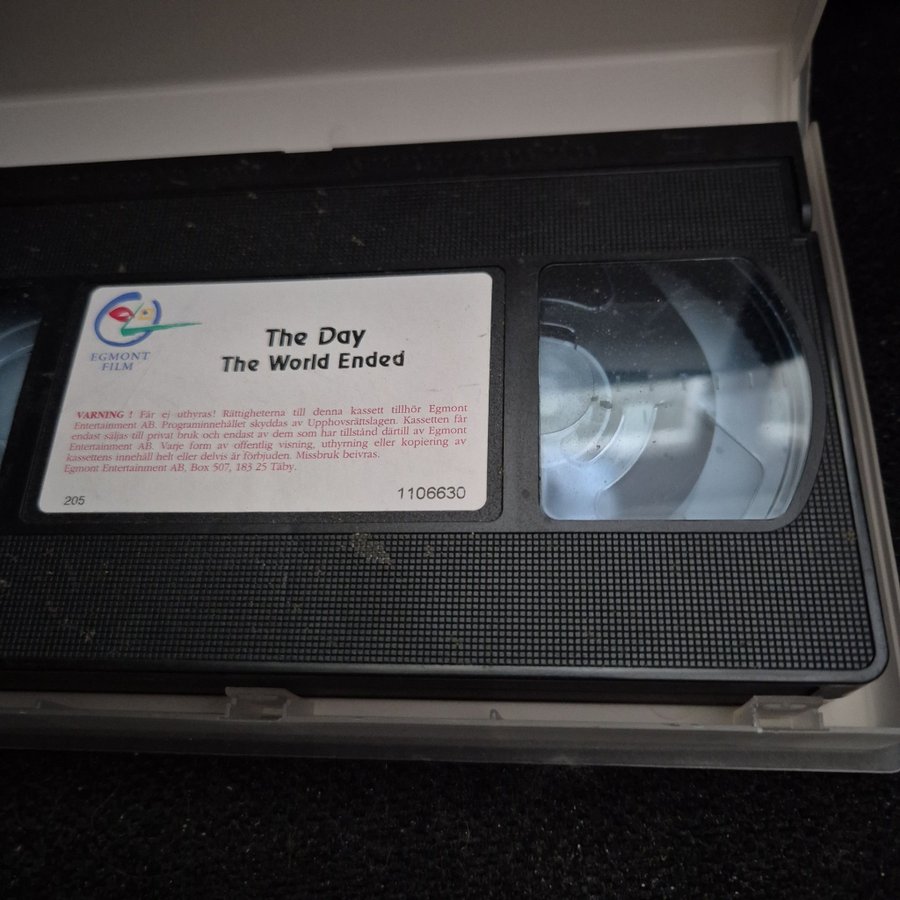 EGMONT
FILM
The Day
The World Ended
VARNING ! Får ej uthyras! Rättigheterna till denna kassett tillhör Egmont
Entertainment AB. Programinnehållet skyddas av Upphovsrättslagen. Kassetten får
endast säljas till privat bruk och endast av dem som har tillstånd därtill av Egmont
Entertainment AB. Varje form av offentlig visning, uthyrning eller kopiering av
kassettens innehåll helt eller delvis är förbjuden. Missbruk beivras.
Egmont Entertainment AB, Box 507, 183 25 Täby.
205
1106630